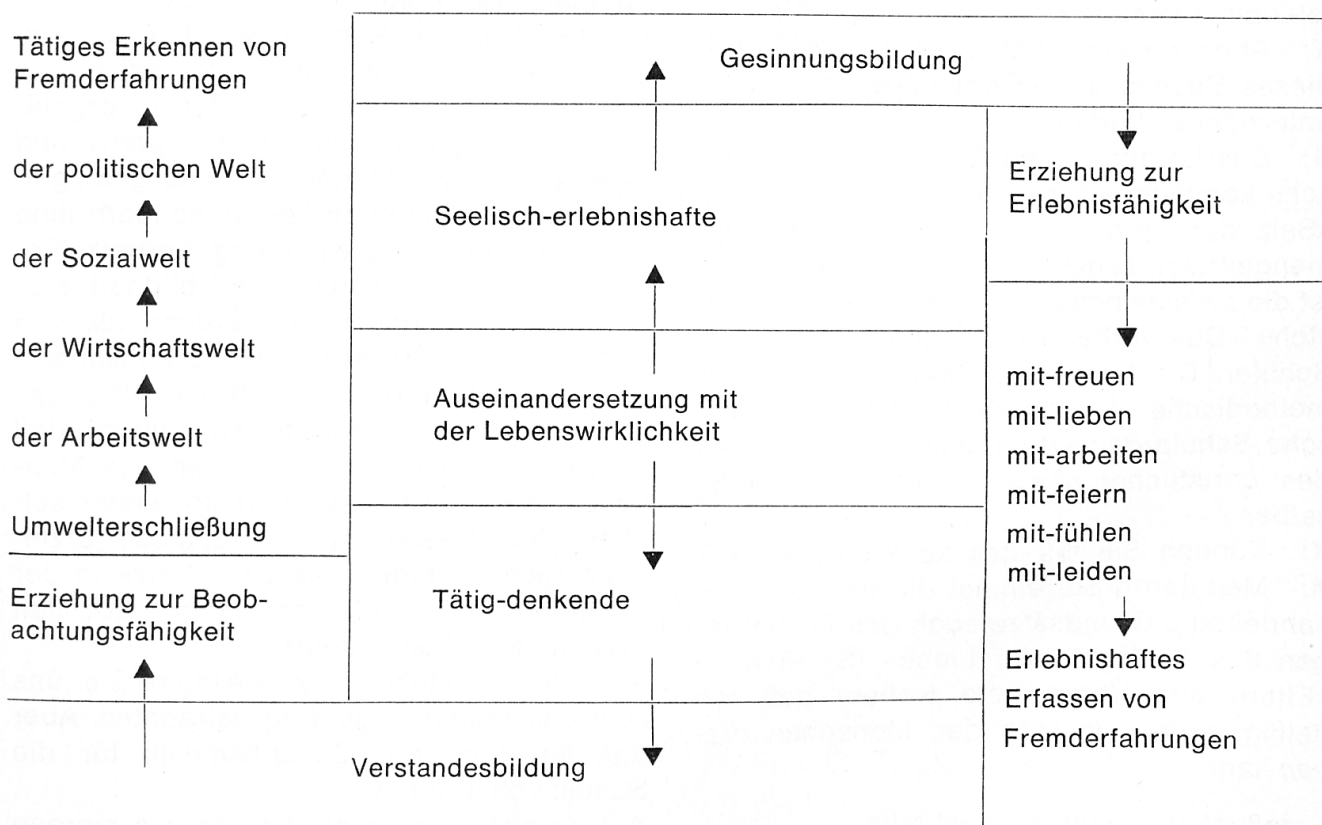 Tätiges Erkennen von
Fremderfahrungen
der politischen Welt
der Sozialwelt
der Wirtschaftswelt
der Arbeitswelt
Umwelterschließung
Erziehung zur Beob-
achtungsfähigkeit
Gesinnungsbildung
Seelisch-erlebnishafte
Auseinandersetzung mit
der Lebenswirklichkeit
Tätig-denkende
Verstandesbildung
Erziehung zur
Erlebnisfähigkeit
mit-freuen
mit-lieben
mit-arbeiten
mit-feiern
mit-fühlen
mit-leiden
Erlebnishaftes
Erfassen von
Fremderfahrungen